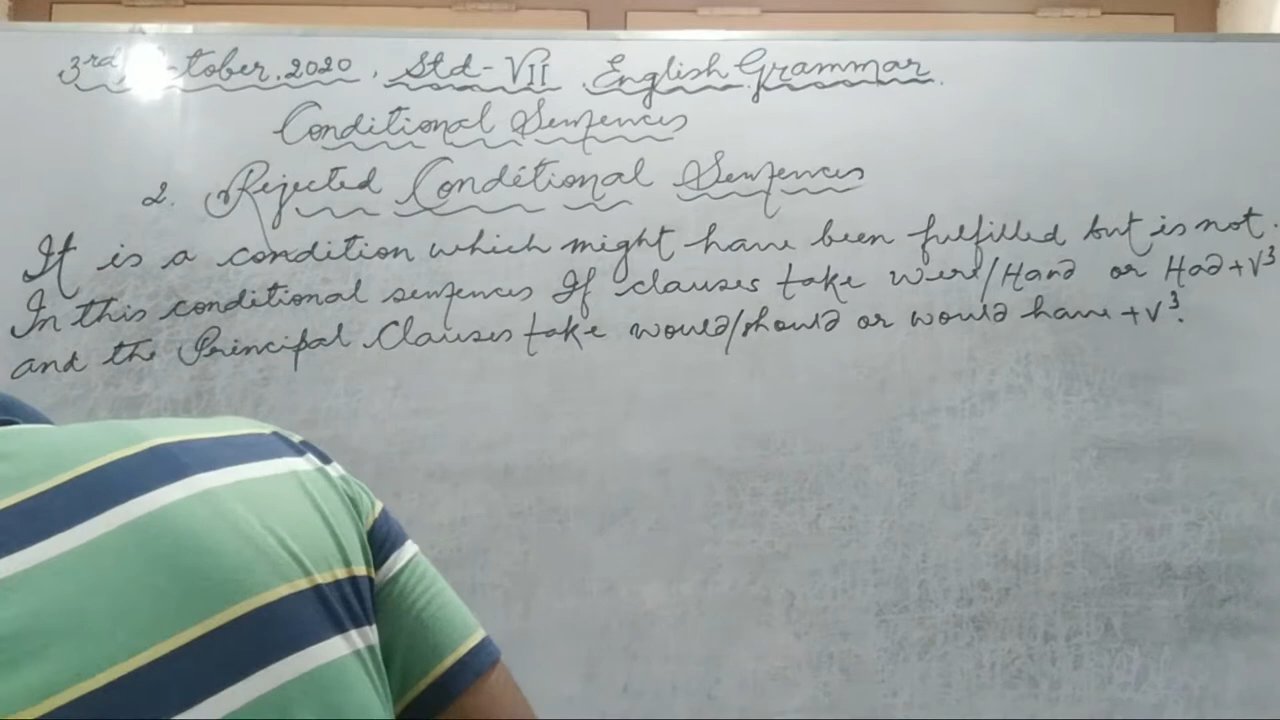 3rd October, 2020, Std-VII English Grammar.
Conditional Sentences
2. Rejected Conditional Sentences
It is a condition which might have been fulfilled but is not.
In this conditional sentences If clauses take were/Had or Had+V3
and the Principal Clauses take would/should or would have +V3.